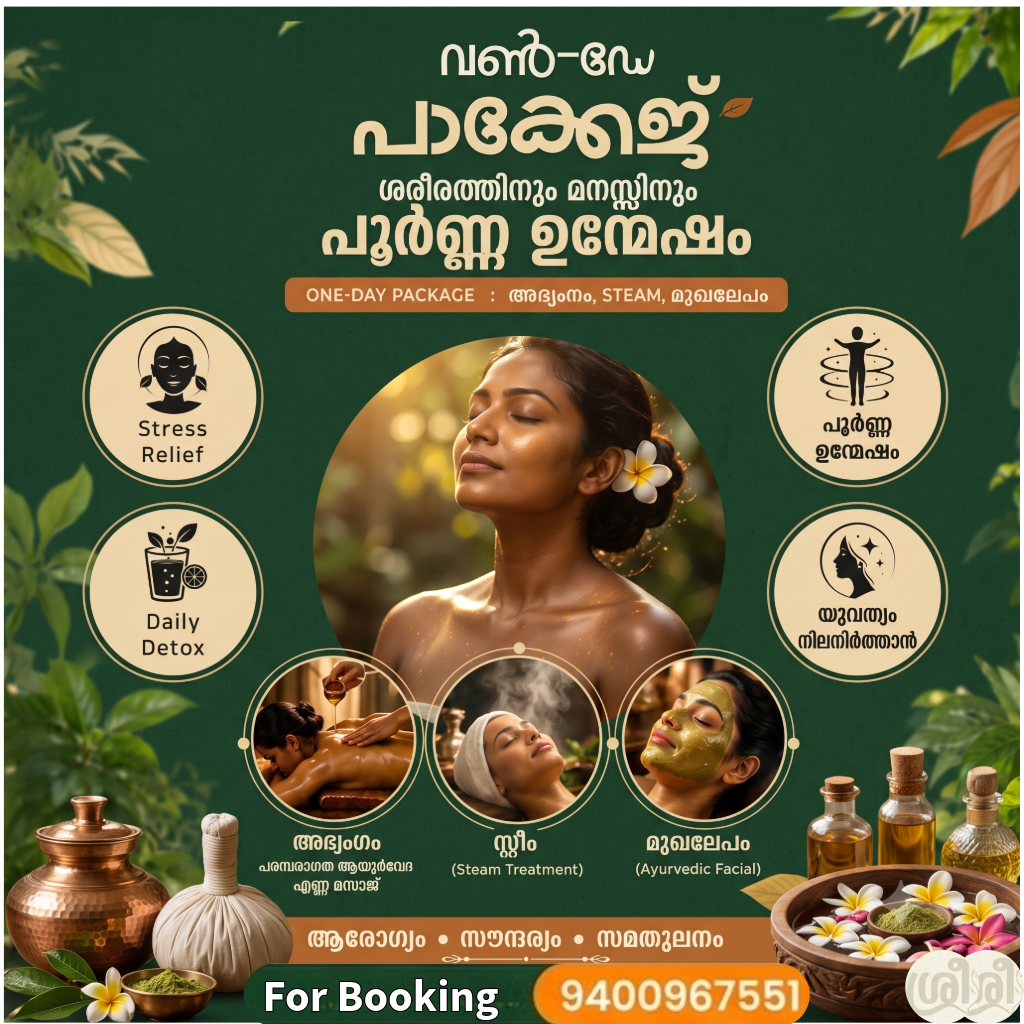 വൺ-ഡേ
പാക്കേജ്
ശരീരത്തിനും മനസ്സിനും
പൂർണ്ണ ഉന്മേഷം
ONE-DAY PACKAGE : അഭ്യംനം, STEAM, മുഖലേപം
Stress
Relief
പൂർണ്ണ
ഉന്മേഷം
Daily
Detox
യുവത്വം
നിലനിർത്താൻ
അഭ്യംഗം
പരമ്പരാഗത ആയുർവേദ
എണ്ണ മസാജ്
സ്റ്റീം
(Steam Treatment)
മുഖലേപം
(Ayurvedic Facial)
ആരോഗ്യം • സൗന്ദര്യം • സമതുലനം
For Booking 9400967551
ശ്രീശ്രീ